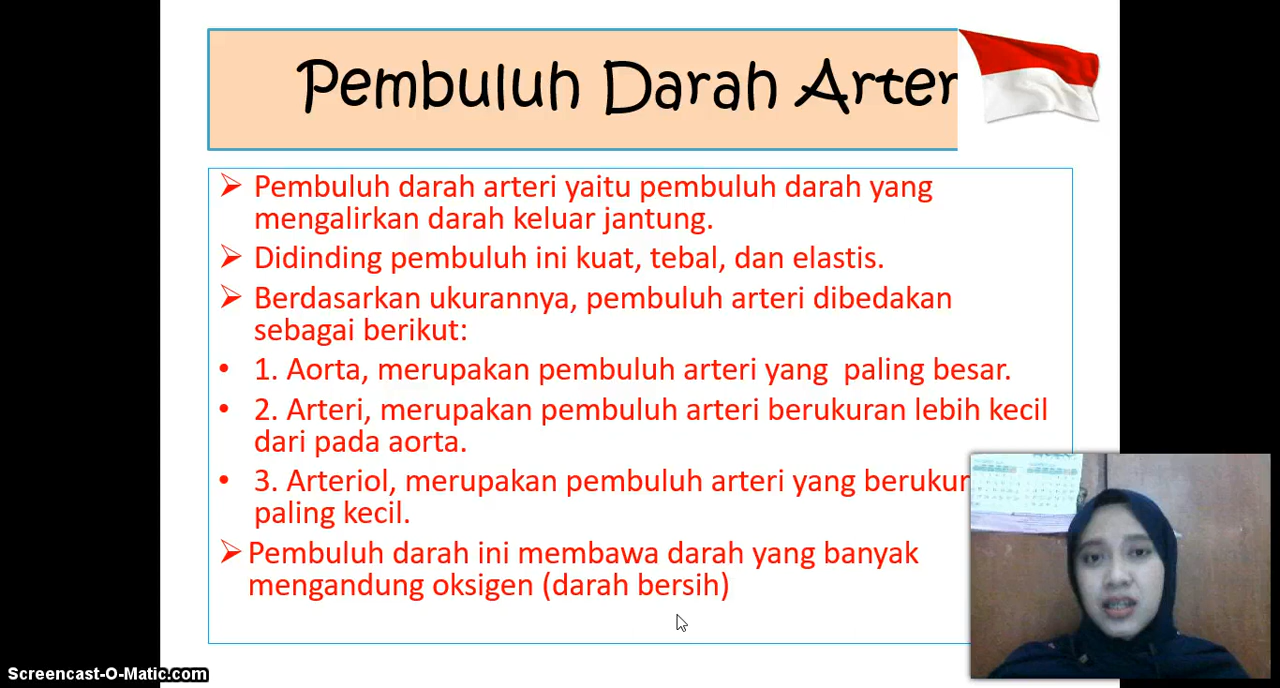 Pembuluh Darah Arter
Pembuluh darah arteri yaitu pembuluh darah yang
mengalirkan darah keluar jantung.
Didinding pembuluh ini kuat, tebal, dan elastis.
Berdasarkan ukurannya, pembuluh arteri dibedakan
sebagai berikut:
1. Aorta, merupakan pembuluh arteri yang paling besar.
2. Arteri, merupakan pembuluh arteri berukuran lebih kecil
dari pada aorta.
3. Arteriol, merupakan pembuluh arteri yang berukur
paling kecil.
Pembuluh darah ini membawa darah yang banyak
mengandung oksigen (darah bersih)
Screencast-O-Matic.com